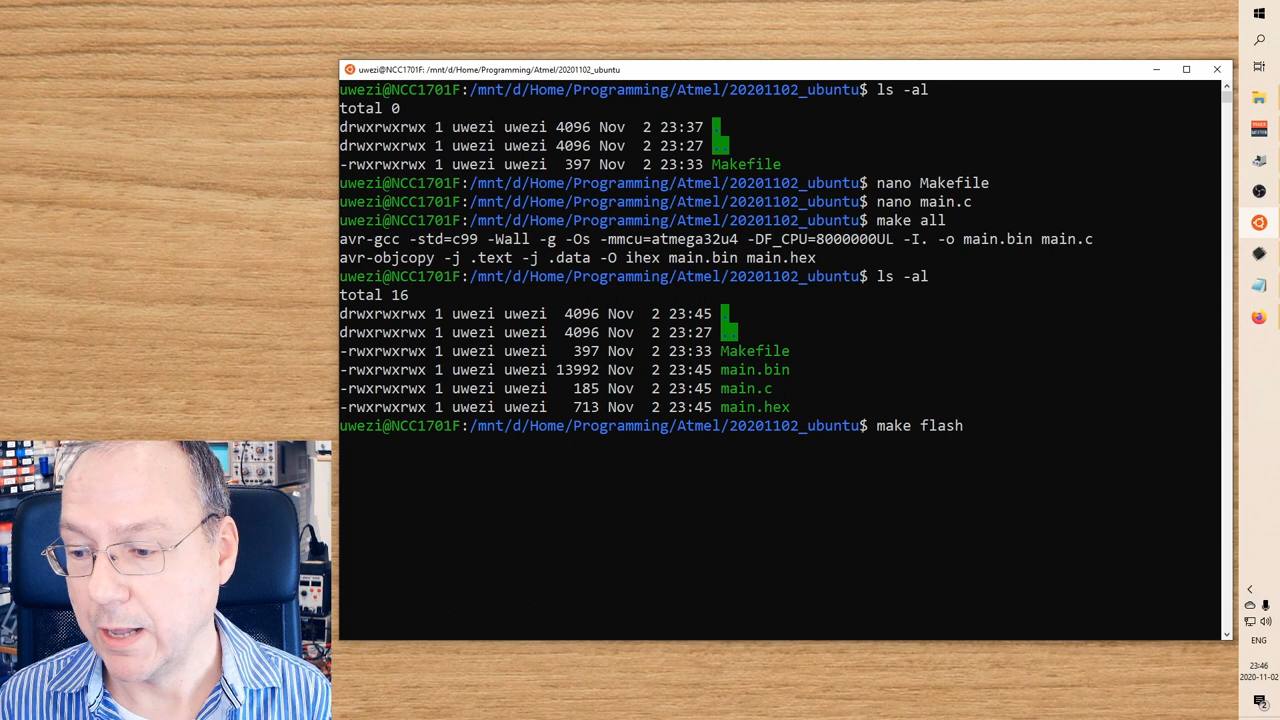 uwezi@NCC1701F: /mnt/d/Home/Programming/Atmel/20201102_ubuntu
uwezi@NCC1701F:/mnt/d/Home/Programming/Atmel/20201102_ubuntu$ ls -al
total 0
drwxrwxrwx 1 uwezi uwezi 4096 Nov  2 23:37 .
drwxrwxrwx 1 uwezi uwezi 4096 Nov  2 23:27 ..
-rwxrwxrwx 1 uwezi uwezi  397 Nov  2 23:33 Makefile
uwezi@NCC1701F:/mnt/d/Home/Programming/Atmel/20201102_ubuntu$ nano Makefile
uwezi@NCC1701F:/mnt/d/Home/Programming/Atmel/20201102_ubuntu$ nano main.c
uwezi@NCC1701F:/mnt/d/Home/Programming/Atmel/20201102_ubuntu$ make all
avr-gcc -std=c99 -Wall -g -Os -mmcu=atmega32u4 -DF_CPU=8000000UL -I. -o main.bin main.c
avr-objcopy -j .text -j .data -O ihex main.bin main.hex
uwezi@NCC1701F:/mnt/d/Home/Programming/Atmel/20201102_ubuntu$ ls -al
total 16
drwxrwxrwx 1 uwezi uwezi  4096 Nov  2 23:45 .
drwxrwxrwx 1 uwezi uwezi  4096 Nov  2 23:27 ..
-rwxrwxrwx 1 uwezi uwezi   397 Nov  2 23:33 Makefile
-rwxrwxrwx 1 uwezi uwezi 13992 Nov  2 23:45 main.bin
-rwxrwxrwx 1 uwezi uwezi   185 Nov  2 23:45 main.c
-rwxrwxrwx 1 uwezi uwezi   713 Nov  2 23:45 main.hex
uwezi@NCC1701F:/mnt/d/Home/Programming/Atmel/20201102_ubuntu$ make flash
ENG
23:46
2020-11-02
2